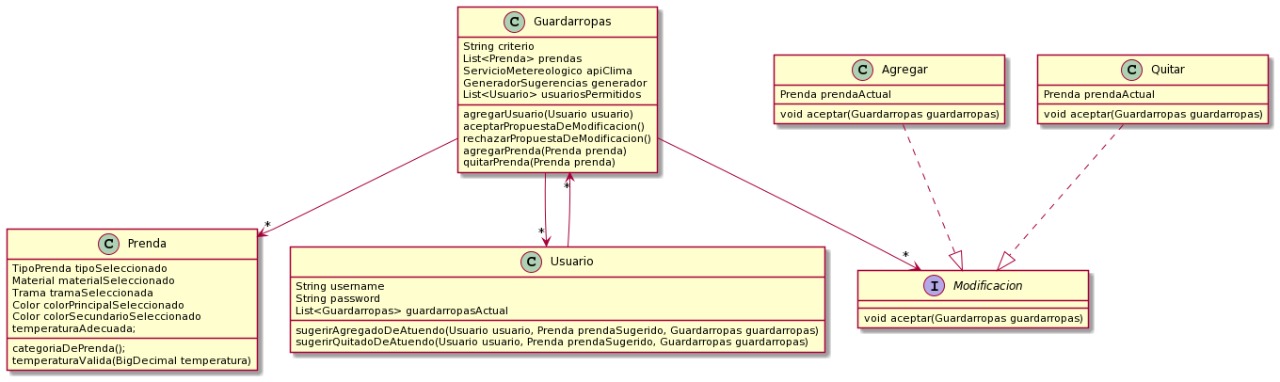 C Guardarropas
String criterio
List<Prenda> prendas
ServicioMetereologico apiClima
GeneradorSugerencias generador
List<Usuario> usuariosPermitidos
agregarUsuario(Usuario usuario)
aceptarPropuestaDeModificacion()
rechazarPropuestaDeModificacion()
agregarPrenda(Prenda prenda)
quitarPrenda(Prenda prenda)
C Agregar
Prenda prendaActual
void aceptar(Guardarropas guardarropas)
C Quitar
Prenda prendaActual
void aceptar(Guardarropas guardarropas)
*
*
*
*
C Prenda
TipoPrenda tipoSeleccionado
Material materialSeleccionado
Trama tramaSeleccionada
Color colorPrincipalSeleccionado
Color colorSecundarioSeleccionado
temperaturaAdecuada;
categoriaDePrenda();
temperaturaValida(BigDecimal temperatura)
C Usuario
String username
String password
List<Guardarropas> guardarropasActual
sugerirAgregadoDeAtuendo(Usuario usuario, Prenda prendaSugerido, Guardarropas guardarropas)
sugerirQuitadoDeAtuendo(Usuario usuario, Prenda prendaSugerido, Guardarropas guardarropas)
I Modificacion
void aceptar(Guardarropas guardarropas)